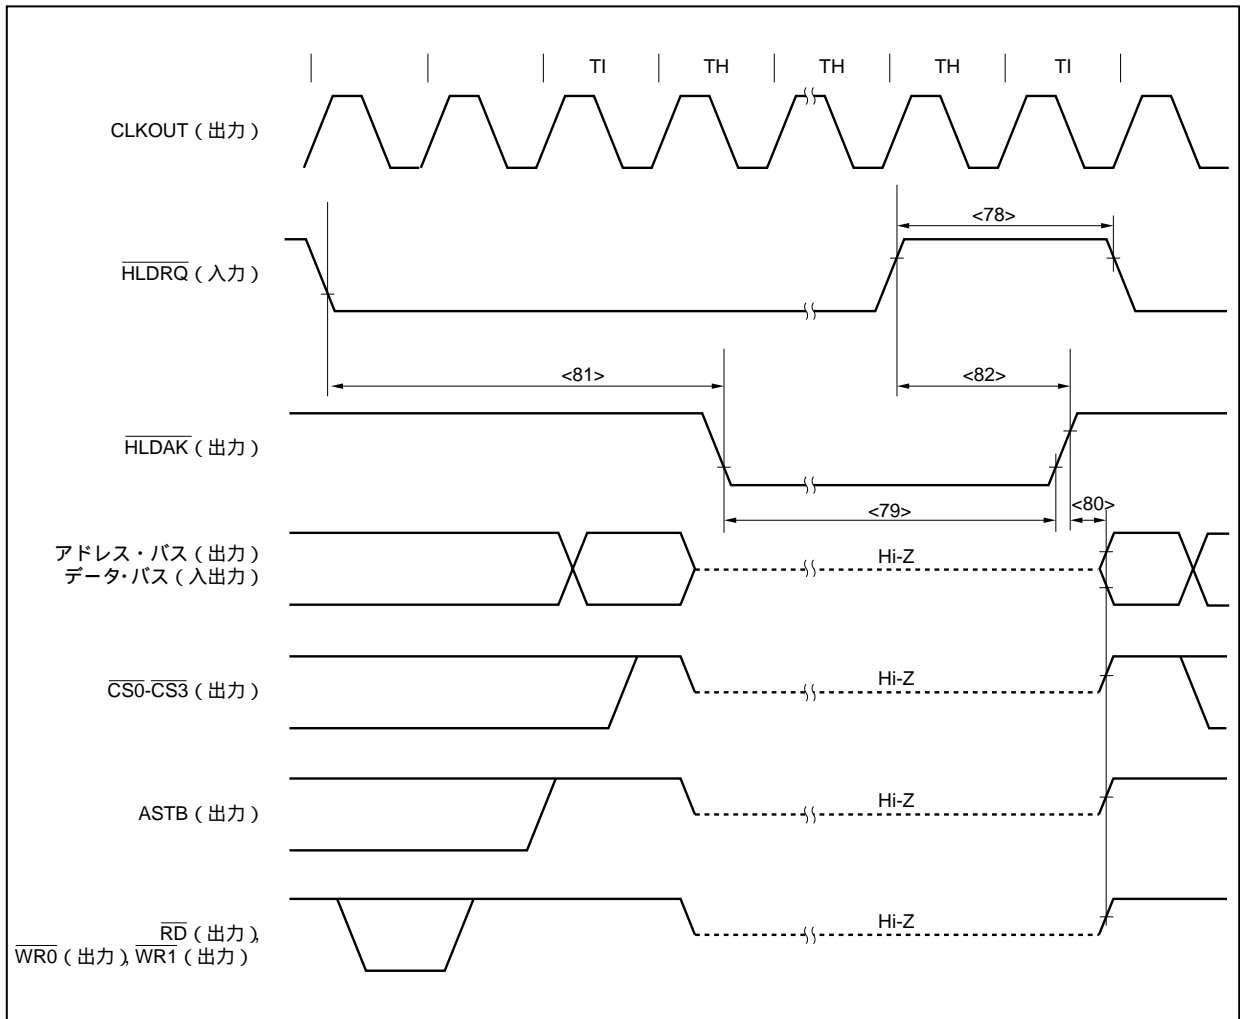 TI TH TH TH TI
CLKOUT（出力）
<78>
HLDRQ（入力）
<81> <82>
HLDAK（出力）
<79> <80>
アドレス・バス（出力）
データ・バス（入出力）
Hi-Z
CS0-CS3（出力）
Hi-Z
ASTB（出力）
Hi-Z
RD（出力）,
WR0（出力）, WR1（出力）
Hi-Z